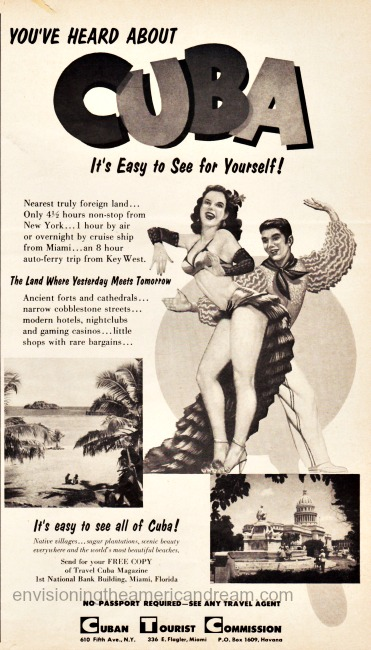 YOU'VE HEARD ABOUT
CUBA
It's Easy to See for Yourself!
Nearest truly foreign land...
Only 4½ hours non-stop from
New York...1 hour by air
or overnight by cruise ship
from Miami...an 8 hour
auto-ferry trip from Key West.
The Land Where Yesterday Meets Tomorrow
Ancient forts and cathedrals...
narrow cobblestone streets...
modern hotels, nightclubs
and gaming casinos...little
shops with rare bargains...
It's easy to see all of Cuba!
Native villages...sugar plantations, scenic beauty
everywhere and the world's most beautiful beaches.
Send for your FREE COPY
of Travel Cuba Magazine
1st National Bank Building, Miami, Florida
envisioningtheamericandream.com
NO PASSPORT REQUIRED—SEE ANY TRAVEL AGENT
CUBAN TOURIST COMMISSION
610 Fifth Ave., N.Y. 336 E. Flagler, Miami P.O. Box 1609, Havana